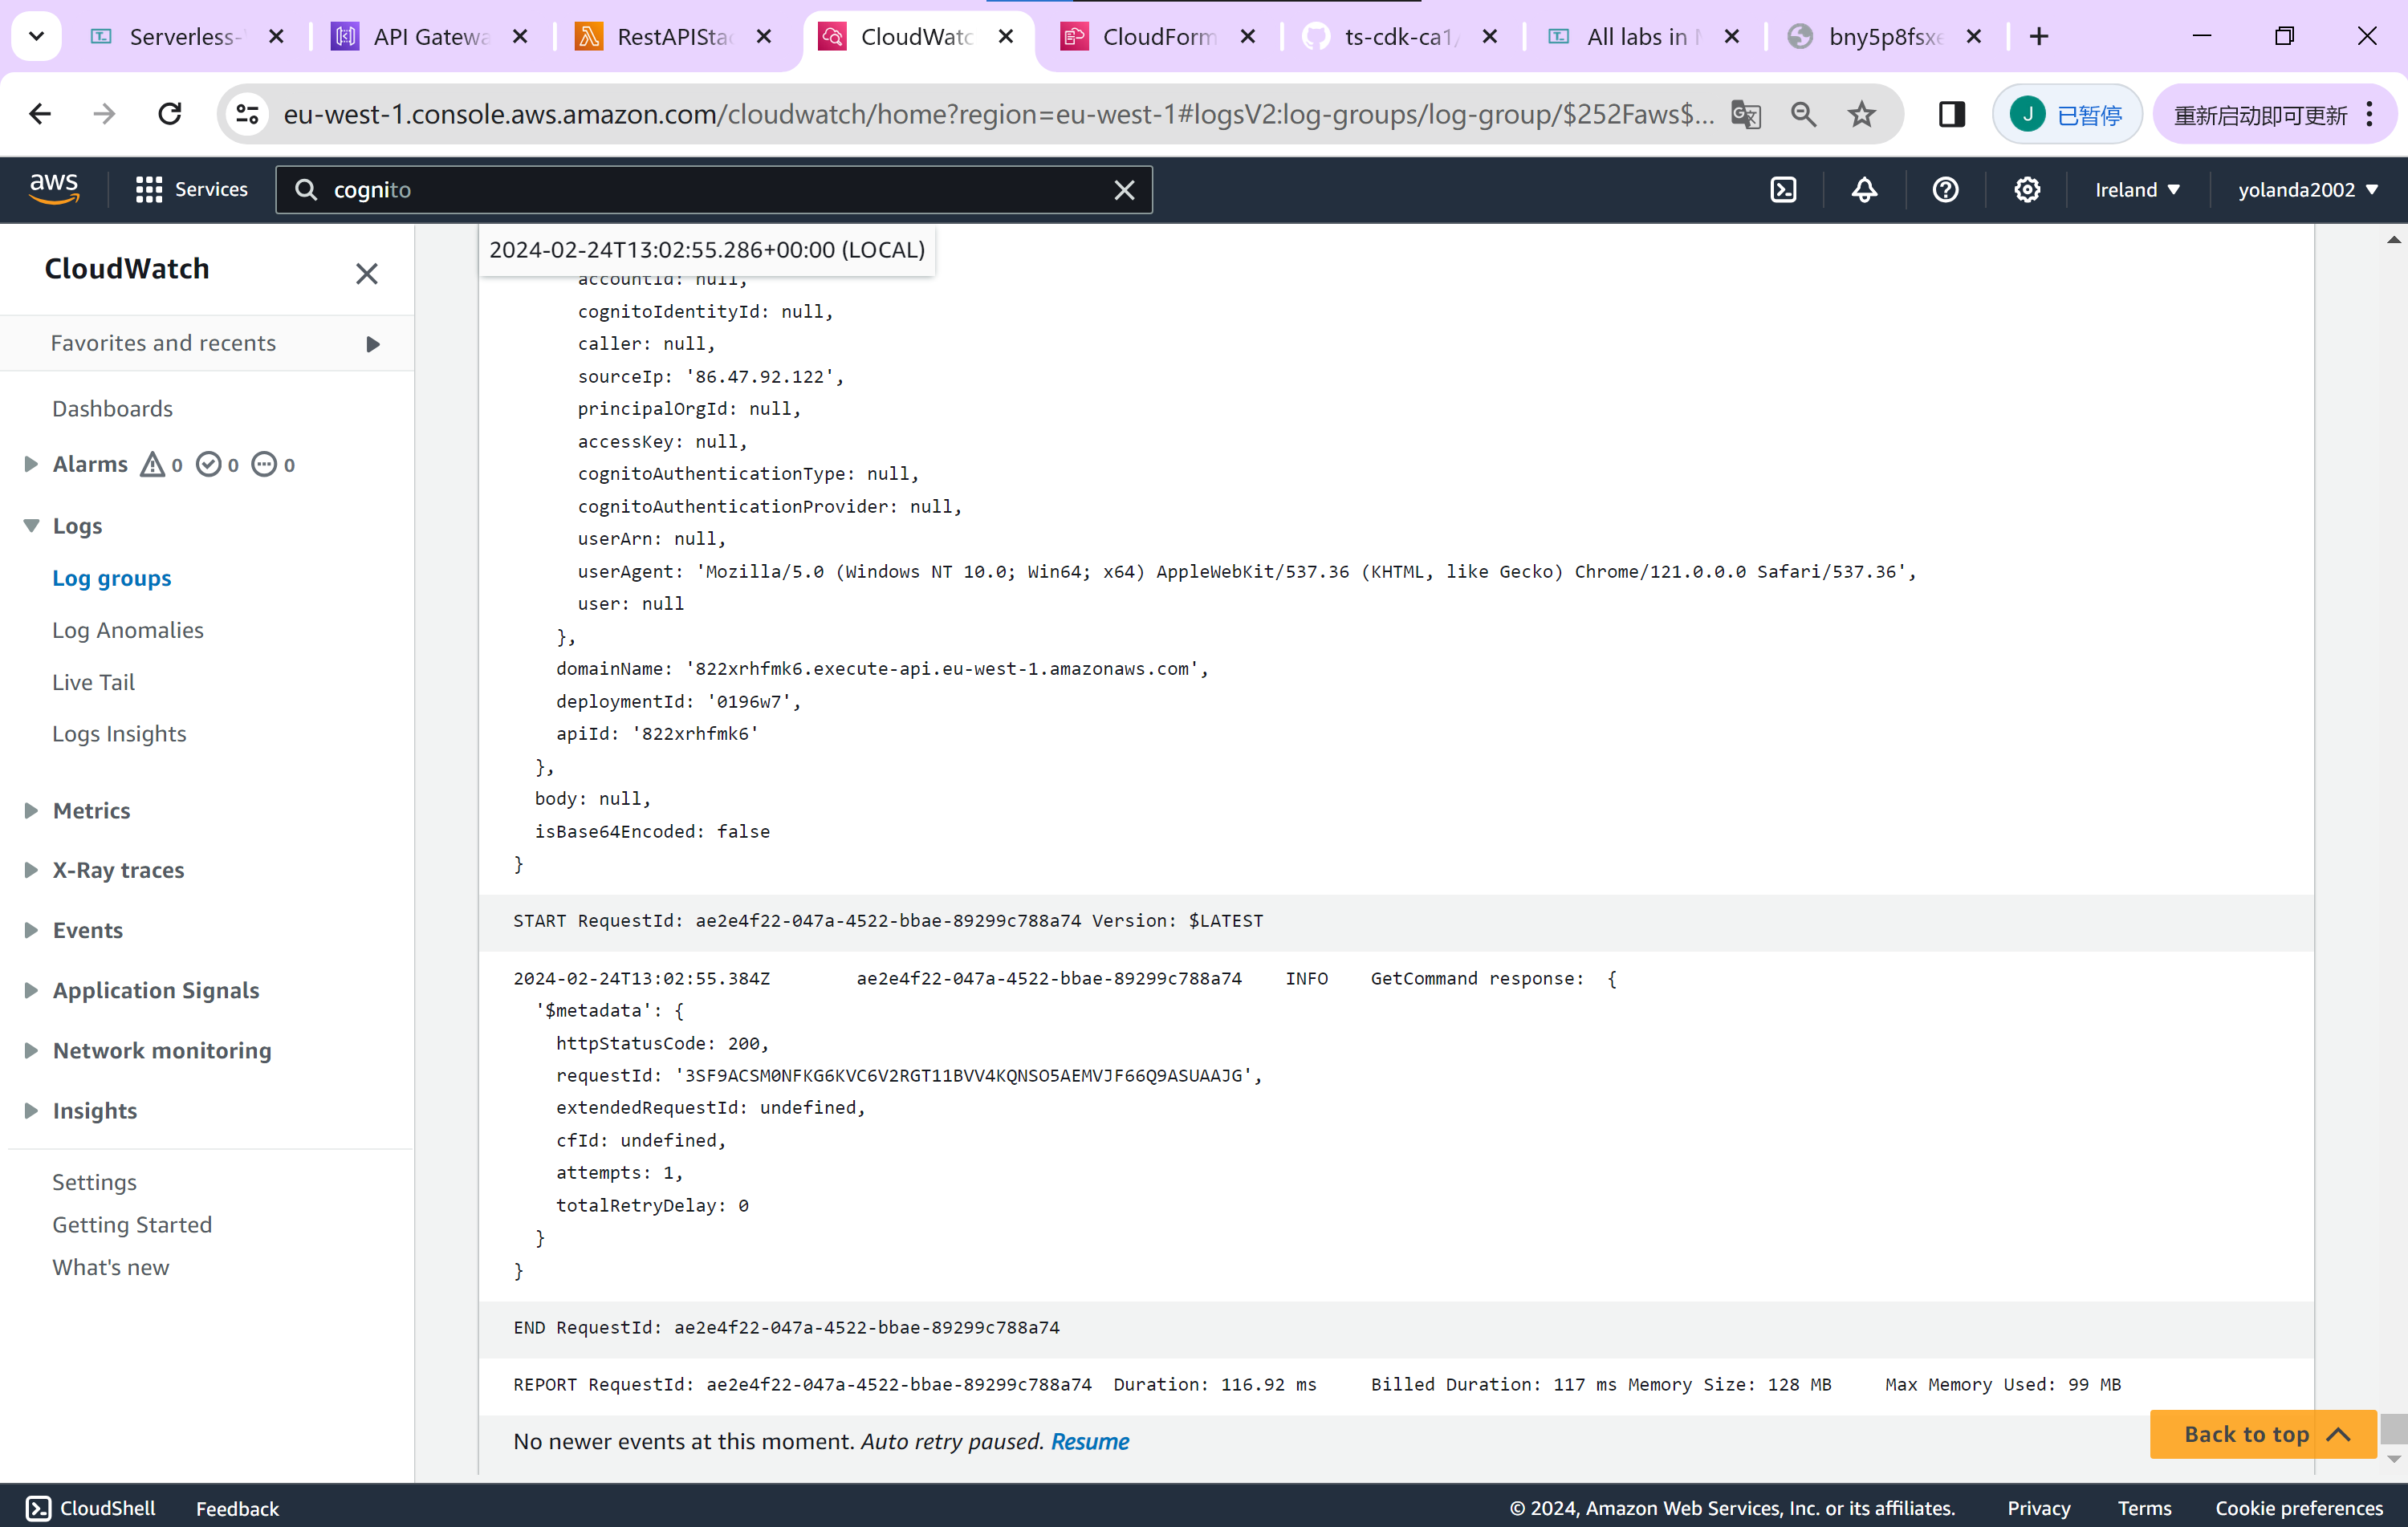 Serverless-
API Gatewa
RestAPISta
CloudWatc
CloudForm
ts-cdk-ca1/
All labs in
bny5p8fsxe
eu-west-1.console.aws.amazon.com/cloudwatch/home?region=eu-west-1#logsV2:log-groups/log-group/$252Faws$...
J 已暂停
重新启动即可更新
aws
Services
cognito
Ireland
yolanda2002
CloudWatch
Favorites and recents
Dashboards
Alarms 0 0 0
Logs
Log groups
Log Anomalies
Live Tail
Logs Insights
Metrics
X-Ray traces
Events
Application Signals
Network monitoring
Insights
Settings
Getting Started
What's new
2024-02-24T13:02:55.286+00:00 (LOCAL)
accountId: null,
cognitoIdentityId: null,
caller: null,
sourceIp: '86.47.92.122',
principalOrgId: null,
accessKey: null,
cognitoAuthenticationType: null,
cognitoAuthenticationProvider: null,
userArn: null,
userAgent: 'Mozilla/5.0 (Windows NT 10.0; Win64; x64) AppleWebKit/537.36 (KHTML, like Gecko) Chrome/121.0.0.0 Safari/537.36',
user: null
},
domainName: '822xrhfmk6.execute-api.eu-west-1.amazonaws.com',
deploymentId: '0196w7',
apiId: '822xrhfmk6'
},
body: null,
isBase64Encoded: false
}
START RequestId: ae2e4f22-047a-4522-bbae-89299c788a74 Version: $LATEST
2024-02-24T13:02:55.384Z ae2e4f22-047a-4522-bbae-89299c788a74 INFO GetCommand response: {
'$metadata': {
httpStatusCode: 200,
requestId: '3SF9ACSM0NFKG6KVC6V2RGT11BVV4KQNSO5AEMVJF66Q9ASUAAJG',
extendedRequestId: undefined,
cfId: undefined,
attempts: 1,
totalRetryDelay: 0
}
}
END RequestId: ae2e4f22-047a-4522-bbae-89299c788a74
REPORT RequestId: ae2e4f22-047a-4522-bbae-89299c788a74 Duration: 116.92 ms Billed Duration: 117 ms Memory Size: 128 MB Max Memory Used: 99 MB
No newer events at this moment. Auto retry paused. Resume
Back to top
CloudShell
Feedback
© 2024, Amazon Web Services, Inc. or its affiliates.
Privacy
Terms
Cookie preferences